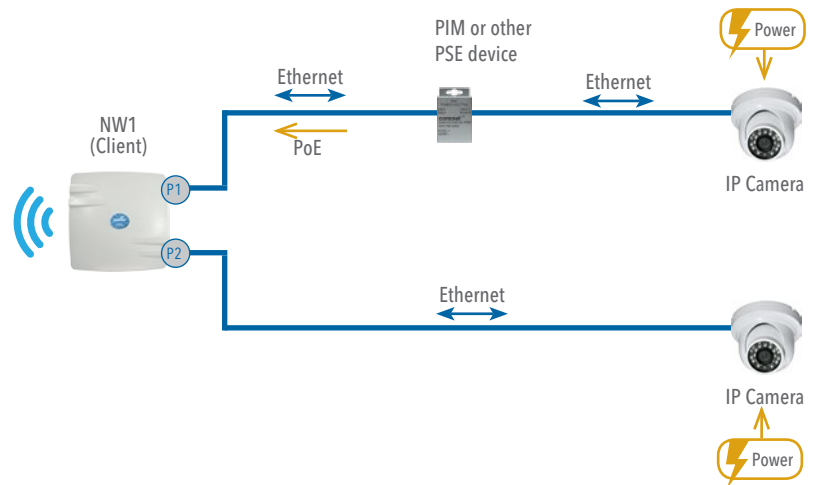 PIM or other
PSE device
Power
Ethernet
Ethernet
NW1
(Client)
PoE
P1
IP Camera
P2
Ethernet
IP Camera
Power